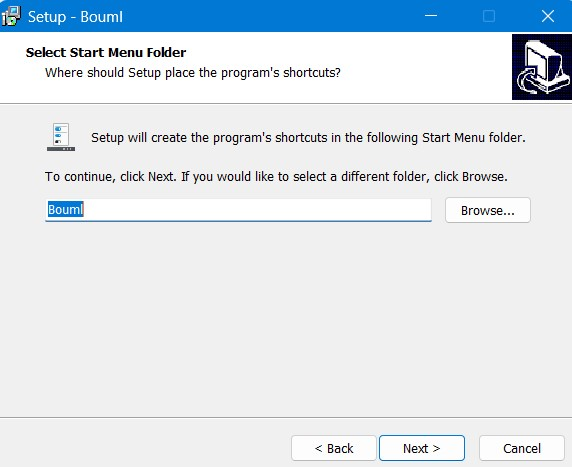 Setup - Bouml
Select Start Menu Folder
Where should Setup place the program's shortcuts?
Setup will create the program's shortcuts in the following Start Menu folder.
To continue, click Next. If you would like to select a different folder, click Browse.
Bouml
Browse...
< Back
Next >
Cancel